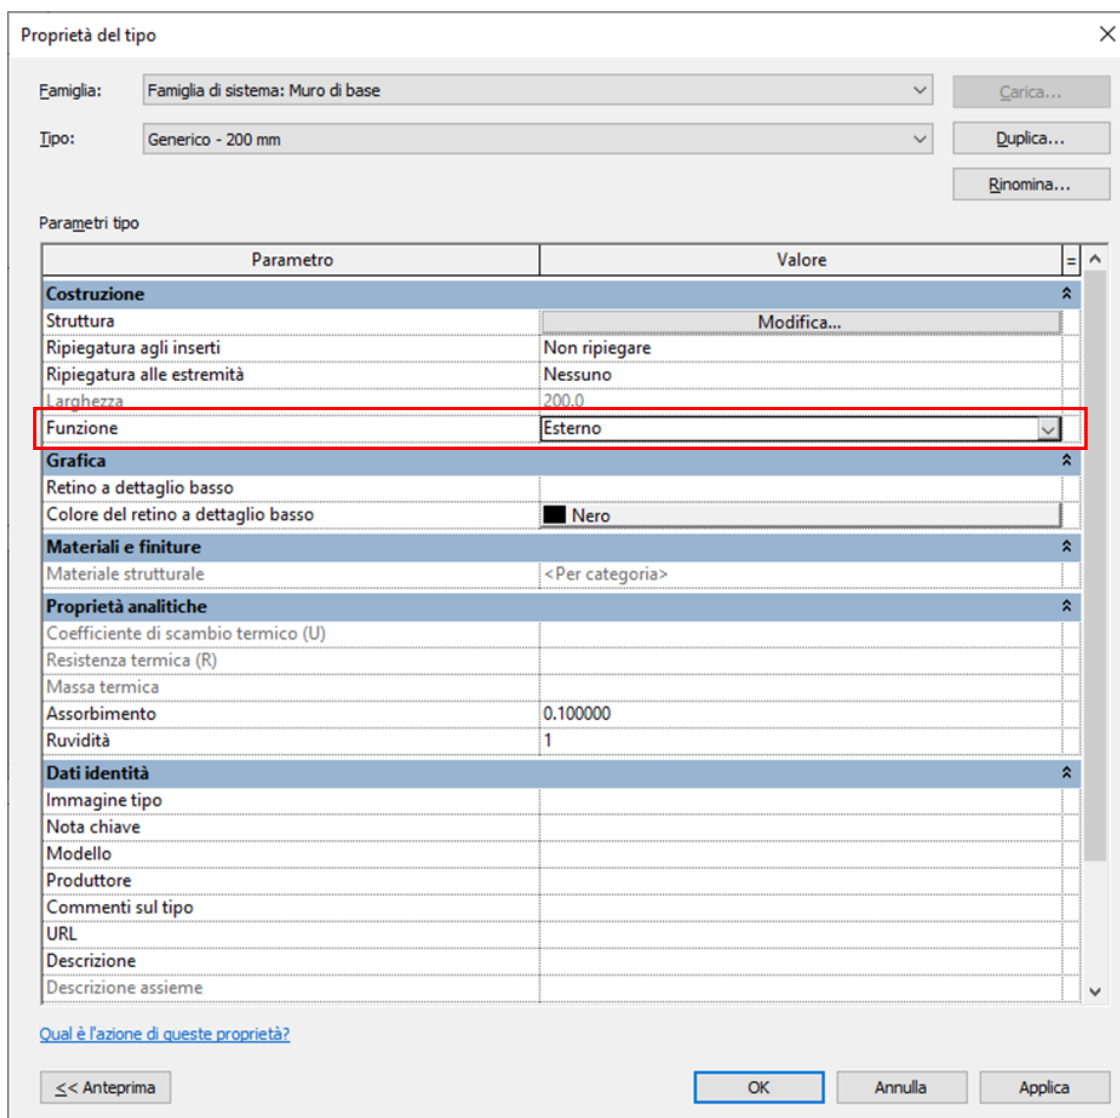 Proprietà del tipo
Famiglia: Famiglia di sistema: Muro di base Carica...
Tipo: Generico - 200 mm Duplica...
Rinomina...
Parametri tipo
Parametro Valore =
Costruzione
Struttura Modifica...
Ripiegatura agli inserti Non ripiegare
Ripiegatura alle estremità Nessuno
Larghezza 200.0
Funzione Esterno
Grafica
Retino a dettaglio basso
Colore del retino a dettaglio basso Nero
Materiali e finiture
Materiale strutturale <Per categoria>
Proprietà analitiche
Coefficiente di scambio termico (U)
Resistenza termica (R)
Massa termica
Assorbimento 0.100000
Ruvidità 1
Dati identità
Immagine tipo
Nota chiave
Modello
Produttore
Commenti sul tipo
URL
Descrizione
Descrizione assieme
Qual è l'azione di queste proprietà?
<< Anteprima OK Annulla Applica